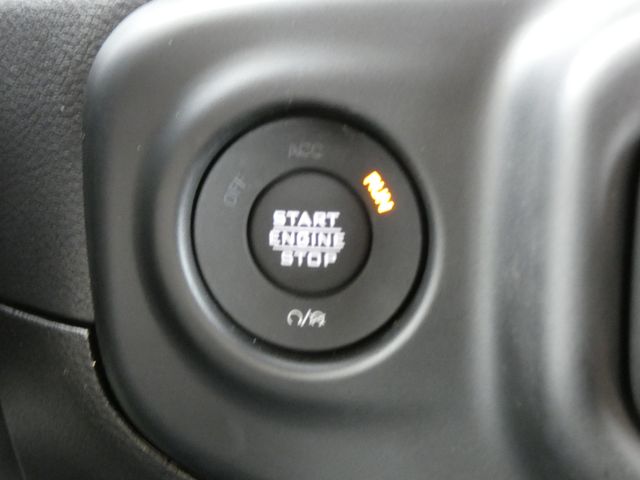 ACC
OFF
RUN
START
ENGINE
STOP